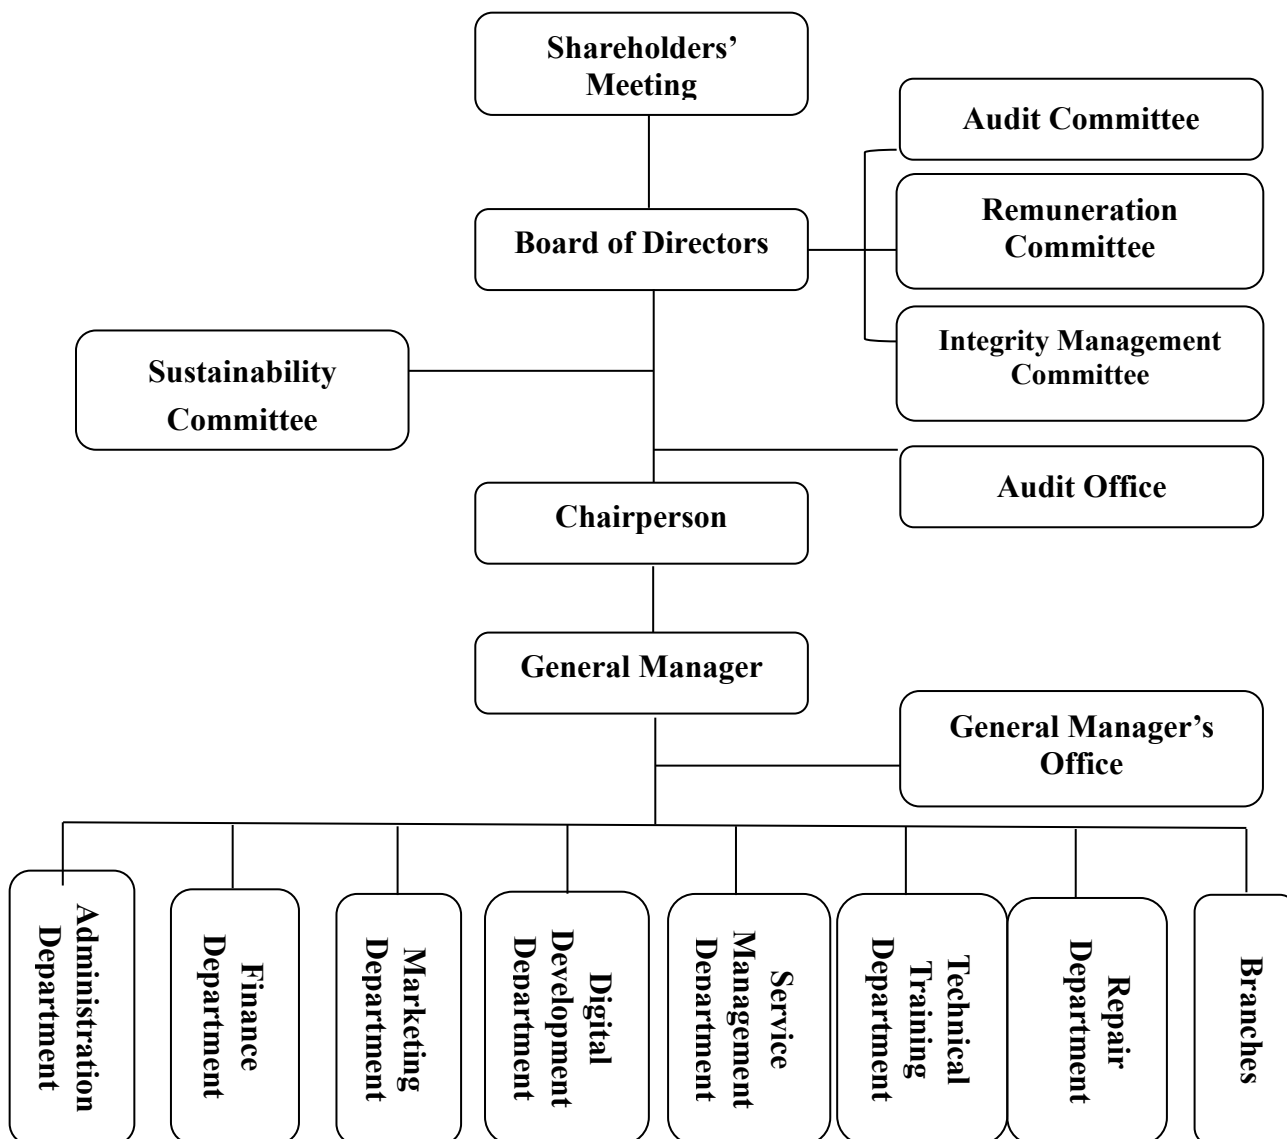 Shareholders’
Meeting
Audit Committee
Remuneration
Committee
Board of Directors
Integrity Management
Committee
Sustainability
Committee
Audit Office
Chairperson
General Manager
General Manager’s
Office
Administration
Department
Finance
Department
Marketing
Department
Digital
Development
Department
Service
Management
Department
Technical
Training
Department
Repair
Department
Branches